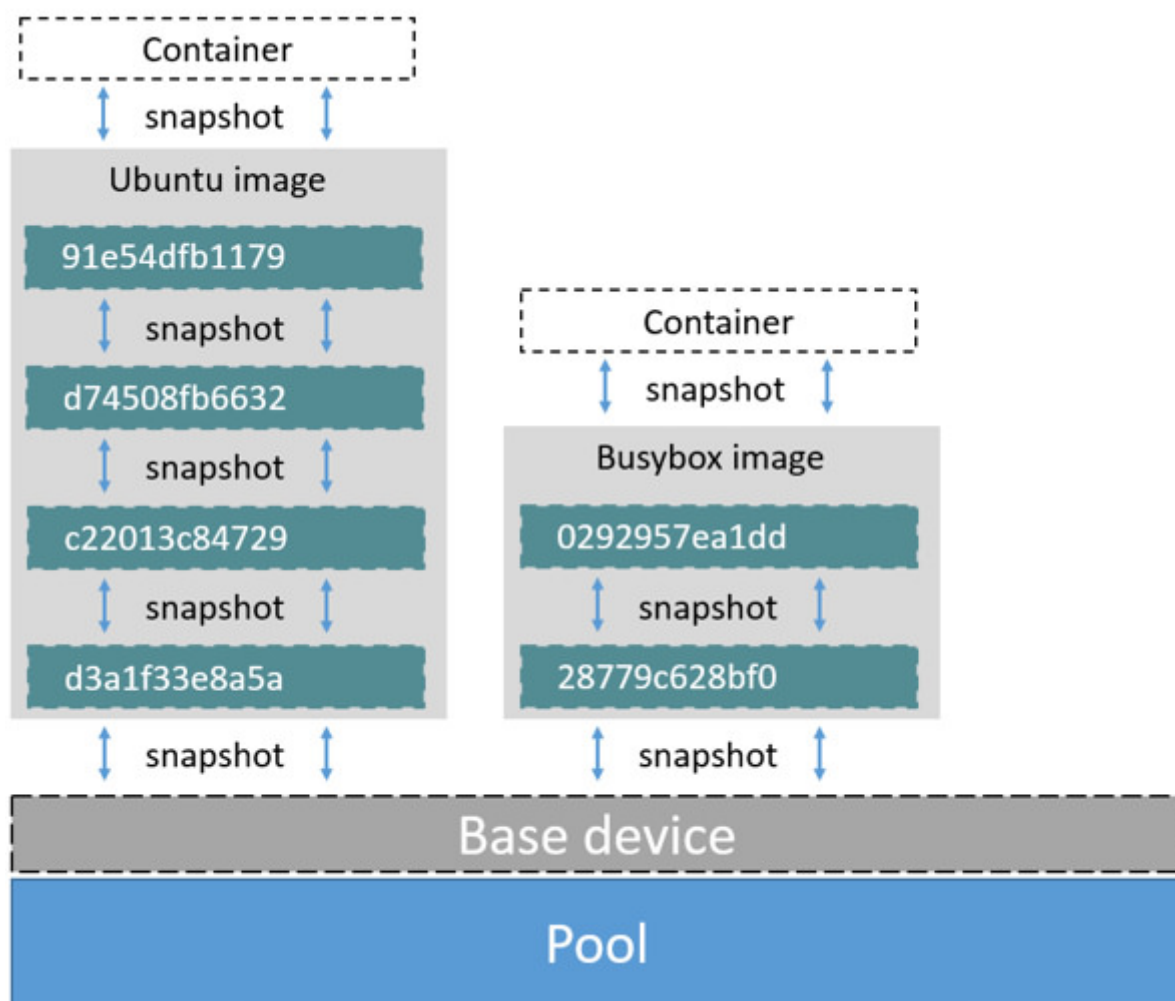 Container
snapshot
Ubuntu image
91e54dfb1179
snapshot
d74508fb6632
snapshot
c22013c84729
snapshot
d3a1f33e8a5a
snapshot
Container
snapshot
Busybox image
0292957ea1dd
snapshot
28779c628bf0
snapshot
Base device
Pool